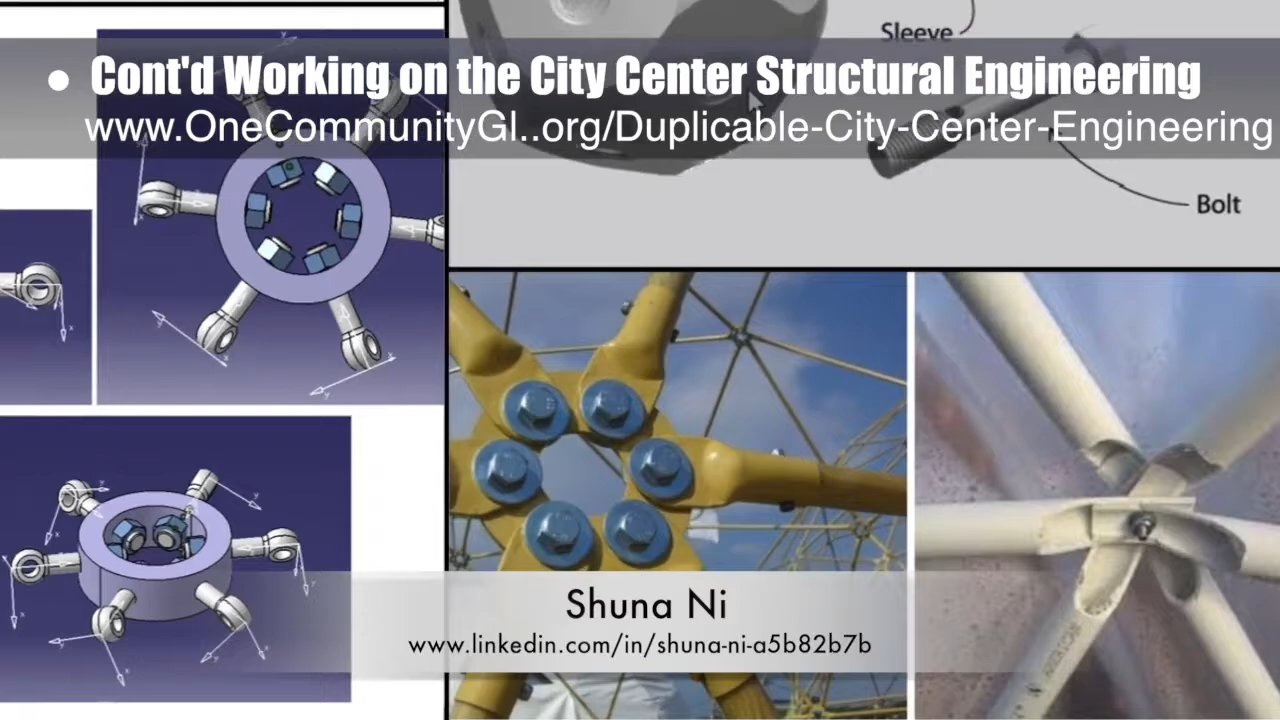 Sleeve
● Cont'd Working on the City Center Structural Engineering
www.OneCommunityGl..org/Duplicable-City-Center-Engineering
Bolt
Shuna Ni
www.linkedin.com/in/shuna-ni-a5b82b7b